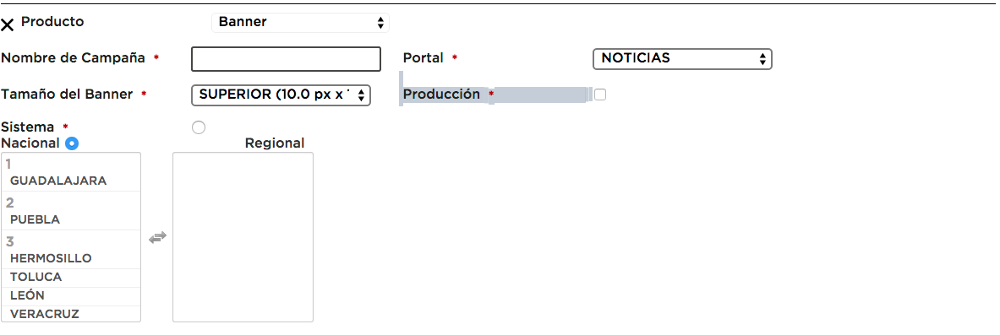 Producto Banner
Nombre de Campaña * Portal * NOTICIAS
Tamaño del Banner * SUPERIOR (10.0 px x Producción *
Sistema *
Nacional Regional
1
GUADALAJARA
2
PUEBLA
3
HERMOSILLO
TOLUCA
LEÓN
VERACRUZ